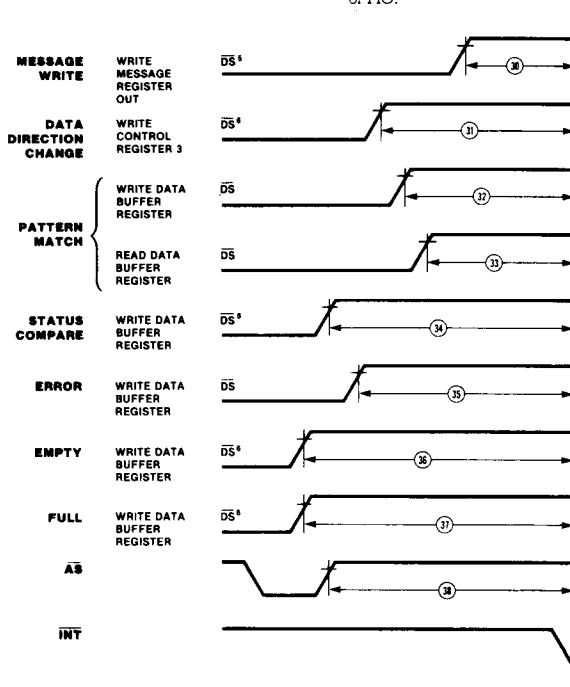 MESSAGE WRITE WRITE MESSAGE REGISTER OUT DS⁶ 30
DATA DIRECTION CHANGE WRITE CONTROL REGISTER 3 DS⁶ 31
PATTERN MATCH
WRITE DATA BUFFER REGISTER DS 32
READ DATA BUFFER REGISTER DS 33
STATUS COMPARE WRITE DATA BUFFER REGISTER DS⁶ 34
ERROR WRITE DATA BUFFER REGISTER DS 35
EMPTY WRITE DATA BUFFER REGISTER DS⁶ 36
FULL WRITE DATA BUFFER REGISTER DS⁶ 37
AS 38
INT